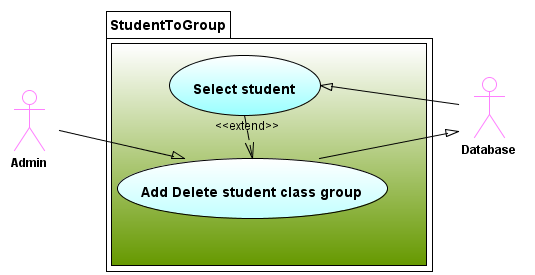 StudentToGroup
Select student
<<extend>>
Admin
Database
Add Delete student class group